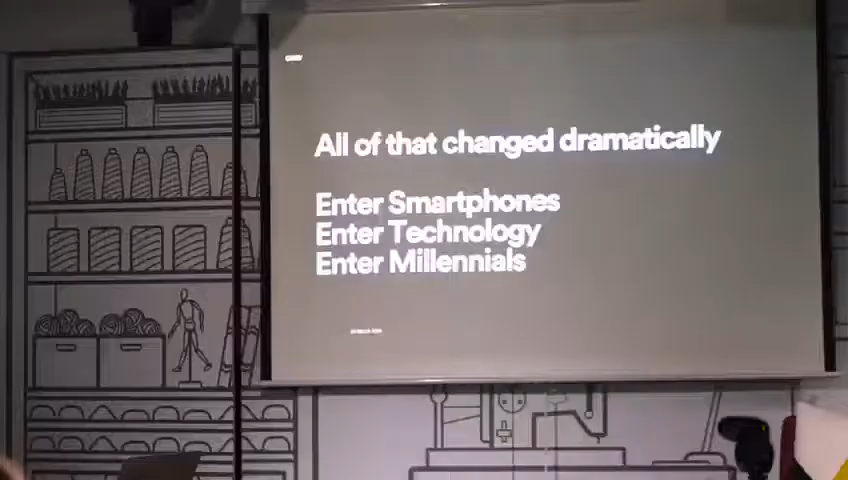 All of that changed dramatically
Enter Smartphones
Enter Technology
Enter Millennials